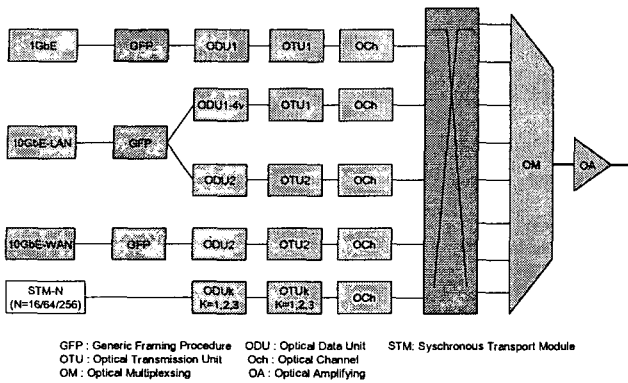 1GbE GFP ODU1 OTU1 OCh
ODU1-4v OTU1 OCh
10GbE-LAN GFP
ODU2 OTU2 OCh
OM
OA
10GbE-WAN GFP ODU2 OTU2 OCh
STM-N
(N=16/64/256)
ODUk
K=1,2,3
OTUk
K=1,2,3
OCh
GFP : Generic Framing Procedure ODU : Optical Data Unit STM: Syschronous Transport Module
OTU : Optical Transmission Unit Och : Optical Channel
OM : Optical Multiplexsing OA : Optical Amplifying